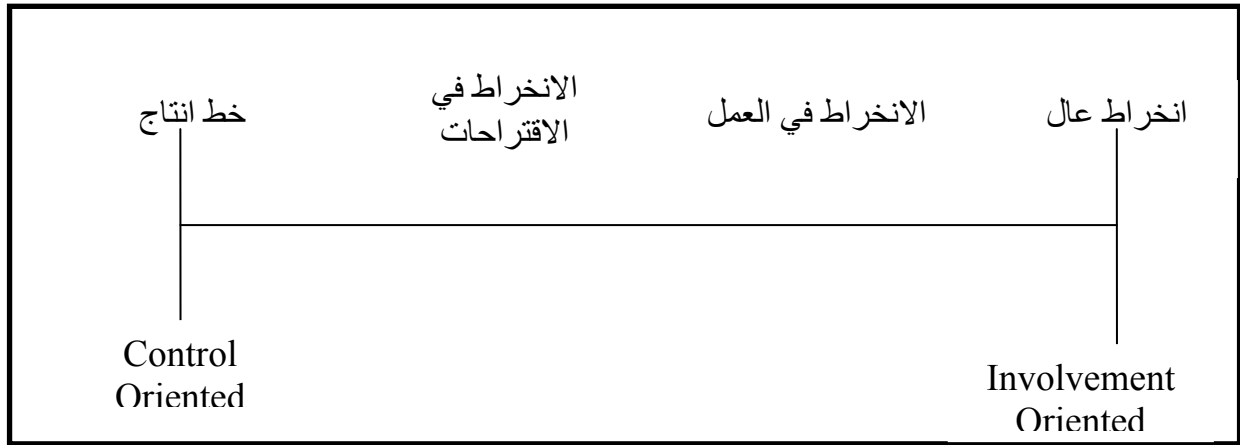 انخراط عال
الانخراط في العمل
الانخراط في
الاقتراحات
خط انتاج
Control
Oriented
Involvement
Oriented